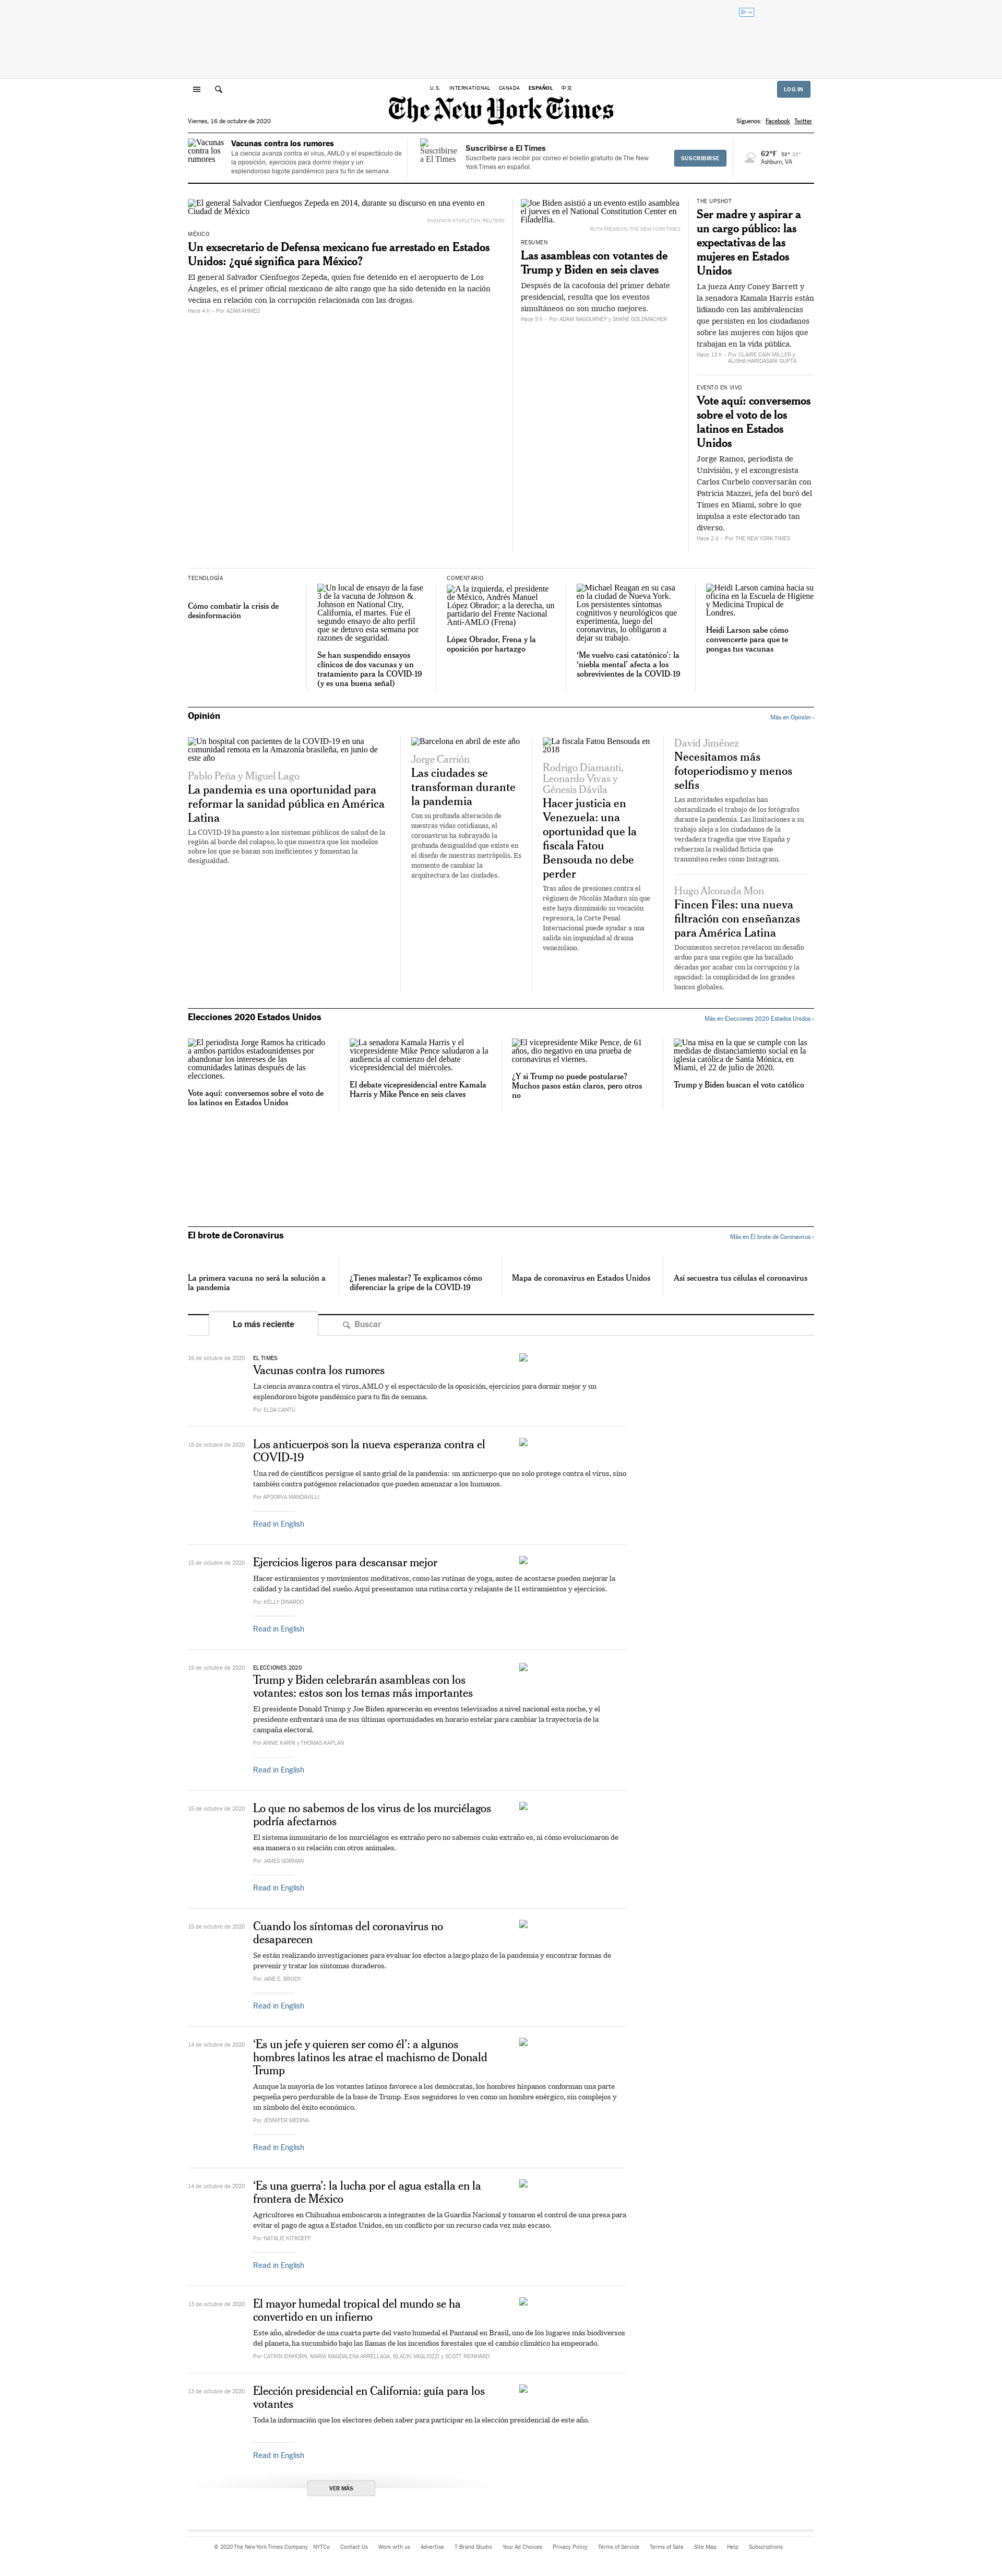 U.S. INTERNATIONAL CANADA ESPAÑOL 中文
LOG IN
The New York Times
Viernes, 16 de octubre de 2020
Síguenos: Facebook Twitter
Vacunas contra los rumores
Vacunas contra los rumores
La ciencia avanza contra el virus, AMLO y el espectáculo de
la oposición, ejercicios para dormir mejor y un
esplendoroso bigote pandémico para tu fin de semana.
Suscribirse a El Times
Suscribirse a El Times
Suscríbete para recibir por correo el boletín gratuito de The New
York Times en español.
SUSCRIBIRSE
62°F 59° 35°
Ashburn, VA
El general Salvador Cienfuegos Zepeda en 2014, durante su discurso en una evento en
Ciudad de México
SHANNON STAPLETON/REUTERS
MÉXICO
Un exsecretario de Defensa mexicano fue arrestado en Estados
Unidos: ¿qué significa para México?
El general Salvador Cienfuegos Zepeda, quien fue detenido en el aeropuerto de Los
Ángeles, es el primer oficial mexicano de alto rango que ha sido detenido en la nación
vecina en relación con la corrupción relacionada con las drogas.
Hace 4 h – Por AZAM AHMED
Joe Biden asistió a un evento estilo asamblea
el jueves en el National Constitution Center en
Filadelfia.
RUTH FREMSON/THE NEW YORK TIMES
RESUMEN
Las asambleas con votantes de
Trump y Biden en seis claves
Después de la cacofonía del primer debate
presidencial, resulta que los eventos
simultáneos no son mucho mejores.
Hace 5 h – Por ADAM NAGOURNEY y SHANE GOLDMACHER
THE UPSHOT
Ser madre y aspirar a
un cargo público: las
expectativas de las
mujeres en Estados
Unidos
La jueza Amy Coney Barrett y
la senadora Kamala Harris están
lidiando con las ambivalencias
que persisten en los ciudadanos
sobre las mujeres con hijos que
trabajan en la vida pública.
Hace 13 h – Por CLAIRE CAIN MILLER y
ALISHA HARIDASANI GUPTA
EVENTO EN VIVO
Vote aquí: conversemos
sobre el voto de los
latinos en Estados
Unidos
Jorge Ramos, periodista de
Univisión, y el excongresista
Carlos Curbelo conversarán con
Patricia Mazzei, jefa del buró del
Times en Miami, sobre lo que
impulsa a este electorado tan
diverso.
Hace 2 d – Por THE NEW YORK TIMES
TECNOLOGÍA
Cómo combatir la crisis de
desinformación
Un local de ensayo de la fase
3 de la vacuna de Johnson &
Johnson en National City,
California, el martes. Fue el
segundo ensayo de alto perfil
que se detuvo esta semana por
razones de seguridad.
Se han suspendido ensayos
clínicos de dos vacunas y un
tratamiento para la COVID-19
(y es una buena señal)
COMENTARIO
A la izquierda, el presidente
de México, Andrés Manuel
López Obrador; a la derecha, un
partidario del Frente Nacional
Anti-AMLO (Frena)
López Obrador, Frena y la
oposición por hartazgo
Michael Reagan en su casa
en la ciudad de Nueva York.
Los persistentes síntomas
cognitivos y neurológicos que
experimenta, luego del
coronavirus, lo obligaron a
dejar su trabajo.
‘Me vuelvo casi catatónico’: la
‘niebla mental’ afecta a los
sobrevivientes de la COVID-19
Heidi Larson camina hacia su
oficina en la Escuela de Higiene
y Medicina Tropical de
Londres.
Heidi Larson sabe cómo
convencerte para que te
pongas tus vacunas
Opinión
Más en Opinión ›
Un hospital con pacientes de la COVID-19 en una
comunidad remota en la Amazonía brasileña, en junio de
este año
Pablo Peña y Miguel Lago
La pandemia es una oportunidad para
reformar la sanidad pública en América
Latina
La COVID-19 ha puesto a los sistemas públicos de salud de la
región al borde del colapso, lo que muestra que los modelos
sobre los que se basan son ineficientes y fomentan la
desigualdad.
Barcelona en abril de este año
Jorge Carrión
Las ciudades se
transforman durante
la pandemia
Con su profunda alteración de
nuestras vidas cotidianas, el
coronavirus ha subrayado la
profunda desigualdad que existe en
el diseño de nuestras metrópolis. Es
momento de cambiar la
arquitectura de las ciudades.
La fiscala Fatou Bensouda en
2018
Rodrigo Diamanti,
Leonardo Vivas y
Génesis Dávila
Hacer justicia en
Venezuela: una
oportunidad que la
fiscala Fatou
Bensouda no debe
perder
Tras años de presiones contra el
régimen de Nicolás Maduro sin que
este haya disminuido su vocación
represora, la Corte Penal
Internacional puede ayudar a una
salida sin impunidad al drama
venezolano.
David Jiménez
Necesitamos más
fotoperiodismo y menos
selfis
Las autoridades españolas han
obstaculizado el trabajo de los fotógrafos
durante la pandemia. Las limitaciones a su
trabajo aleja a los ciudadanos de la
verdadera tragedia que vive España y
refuerzan la realidad ficticia que
transmiten redes como Instagram.
Hugo Alconada Mon
Fincen Files: una nueva
filtración con enseñanzas
para América Latina
Documentos secretos revelaron un desafío
arduo para una región que ha batallado
décadas por acabar con la corrupción y la
opacidad: la complicidad de los grandes
bancos globales.
Elecciones 2020 Estados Unidos
Más en Elecciones 2020 Estados Unidos ›
El periodista Jorge Ramos ha criticado
a ambos partidos estadounidenses por
abandonar los intereses de las
comunidades latinas después de las
elecciones.
Vote aquí: conversemos sobre el voto de
los latinos en Estados Unidos
La senadora Kamala Harris y el
vicepresidente Mike Pence saludaron a la
audiencia al comienzo del debate
vicepresidencial del miércoles.
El debate vicepresidencial entre Kamala
Harris y Mike Pence en seis claves
El vicepresidente Mike Pence, de 61
años, dio negativo en una prueba de
coronavirus el viernes.
¿Y si Trump no puede postularse?
Muchos pasos están claros, pero otros
no
Una misa en la que se cumple con las
medidas de distanciamiento social en la
iglesia católica de Santa Mónica, en
Miami, el 22 de julio de 2020.
Trump y Biden buscan el voto católico
El brote de Coronavirus
Más en El brote de Coronavirus ›
La primera vacuna no será la solución a
la pandemia
¿Tienes malestar? Te explicamos cómo
diferenciar la gripe de la COVID-19
Mapa de coronavirus en Estados Unidos
Así secuestra tus células el coronavirus
Lo más reciente
Buscar
16 de octubre de 2020
EL TIMES
Vacunas contra los rumores
La ciencia avanza contra el virus, AMLO y el espectáculo de la oposición, ejercicios para dormir mejor y un
esplendoroso bigote pandémico para tu fin de semana.
Por ELDA CANTÚ
16 de octubre de 2020
Los anticuerpos son la nueva esperanza contra el
COVID-19
Una red de científicos persigue el santo grial de la pandemia: un anticuerpo que no solo protege contra el virus, sino
también contra patógenos relacionados que pueden amenazar a los humanos.
Por APOORVA MANDAVILLI
Read in English
15 de octubre de 2020
Ejercicios ligeros para descansar mejor
Hacer estiramientos y movimientos meditativos, como las rutinas de yoga, antes de acostarse pueden mejorar la
calidad y la cantidad del sueño. Aquí presentamos una rutina corta y relajante de 11 estiramientos y ejercicios.
Por KELLY DINARDO
Read in English
15 de octubre de 2020
ELECCIONES 2020
Trump y Biden celebrarán asambleas con los
votantes: estos son los temas más importantes
El presidente Donald Trump y Joe Biden aparecerán en eventos televisados a nivel nacional esta noche, y el
presidente enfrentará una de sus últimas oportunidades en horario estelar para cambiar la trayectoria de la
campaña electoral.
Por ANNIE KARNI y THOMAS KAPLAN
Read in English
15 de octubre de 2020
Lo que no sabemos de los virus de los murciélagos
podría afectarnos
El sistema inmunitario de los murciélagos es extraño pero no sabemos cuán extraño es, ni cómo evolucionaron de
esa manera o su relación con otros animales.
Por JAMES GORMAN
Read in English
15 de octubre de 2020
Cuando los síntomas del coronavirus no
desaparecen
Se están realizando investigaciones para evaluar los efectos a largo plazo de la pandemia y encontrar formas de
prevenir y tratar los síntomas duraderos.
Por JANE E. BRODY
Read in English
14 de octubre de 2020
‘Es un jefe y quieren ser como él’: a algunos
hombres latinos les atrae el machismo de Donald
Trump
Aunque la mayoría de los votantes latinos favorece a los demócratas, los hombres hispanos conforman una parte
pequeña pero perdurable de la base de Trump. Esos seguidores lo ven como un hombre enérgico, sin complejos y
un símbolo del éxito económico.
Por JENNIFER MEDINA
Read in English
14 de octubre de 2020
‘Es una guerra’: la lucha por el agua estalla en la
frontera de México
Agricultores en Chihuahua emboscaron a integrantes de la Guardia Nacional y tomaron el control de una presa para
evitar el pago de agua a Estados Unidos, en un conflicto por un recurso cada vez más escaso.
Por NATALIE KITROEFF
Read in English
13 de octubre de 2020
El mayor humedal tropical del mundo se ha
convertido en un infierno
Este año, alrededor de una cuarta parte del vasto humedal el Pantanal en Brasil, uno de los lugares más biodiversos
del planeta, ha sucumbido bajo las llamas de los incendios forestales que el cambio climático ha empeorado.
Por CATRIN EINHORN, MARIA MAGDALENA ARRÉLLAGA, BLACKI MIGLIOZZI y SCOTT REINHARD
13 de octubre de 2020
Elección presidencial en California: guía para los
votantes
Toda la información que los electores deben saber para participar en la elección presidencial de este año.
Read in English
VER MÁS
© 2020 The New York Times Company NYTCo Contact Us Work with us Advertise T Brand Studio Your Ad Choices Privacy Policy Terms of Service Terms of Sale Site Map Help Subscriptions